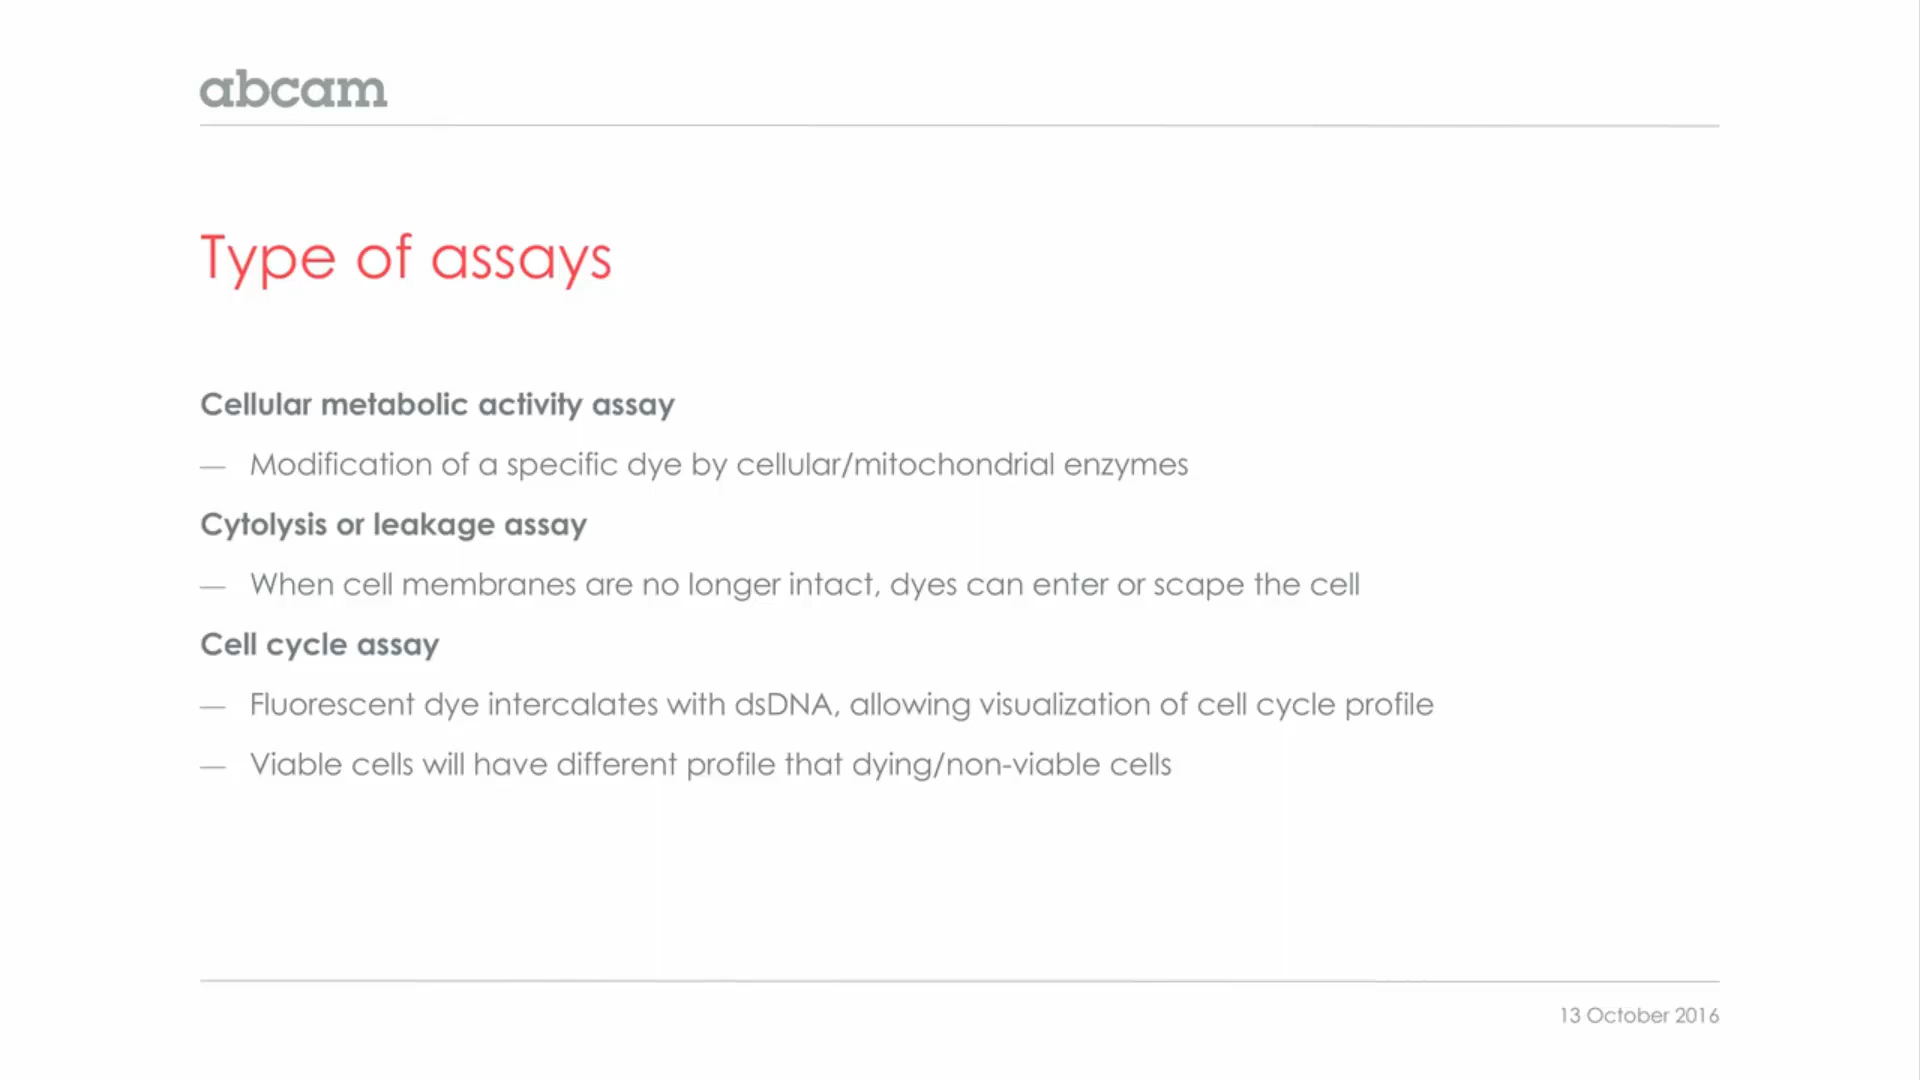 abcam
Type of assays
Cellular metabolic activity assay
— Modification of a specific dye by cellular/mitochondrial enzymes
Cytolysis or leakage assay
— When cell membranes are no longer intact, dyes can enter or scape the cell
Cell cycle assay
— Fluorescent dye intercalates with dsDNA, allowing visualization of cell cycle profile
— Viable cells will have different profile that dying/non-viable cells
13 October 2016